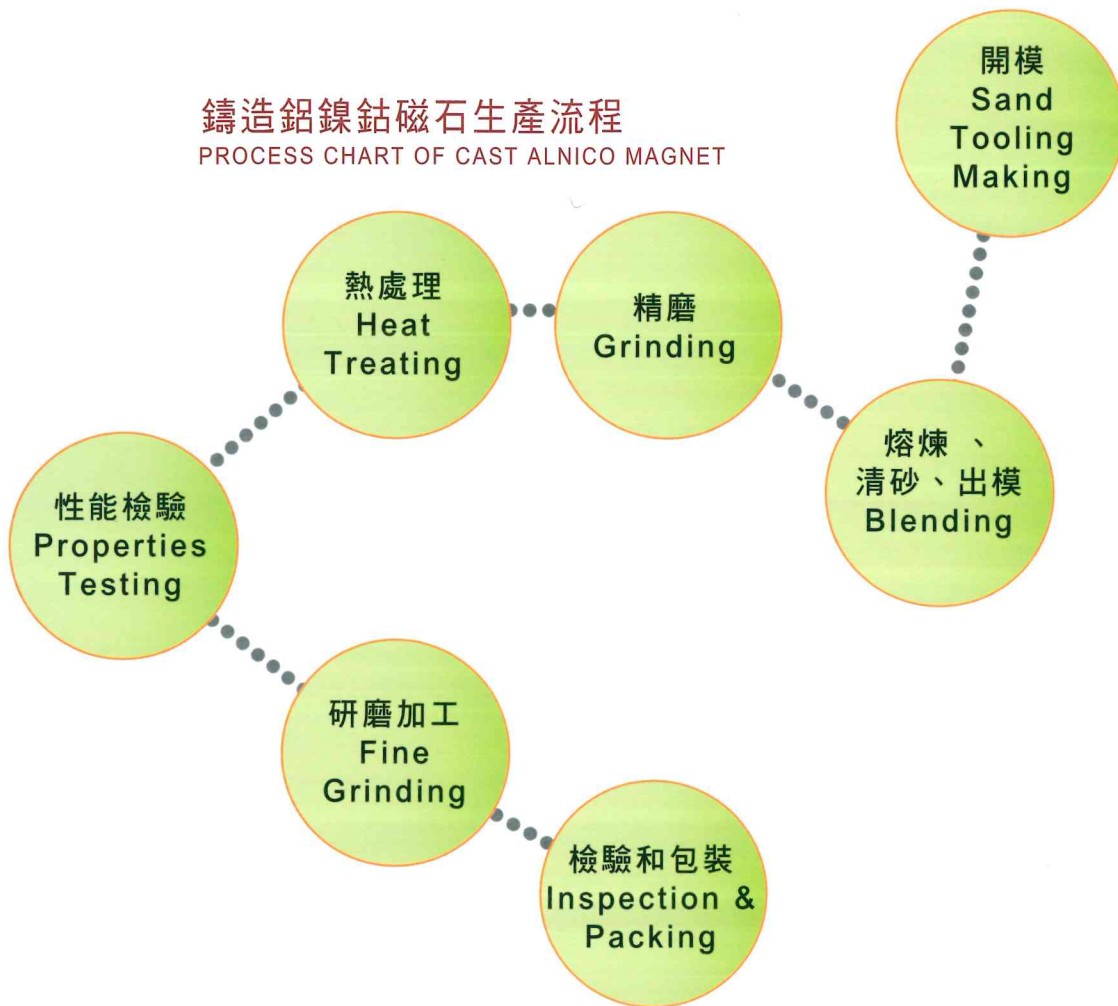 鑄造鋁鎳鈷磁石生產流程
PROCESS CHART OF CAST ALNICO MAGNET
開模
Sand
Tooling
Making
熔煉 、
清砂、出模
Blending
精磨
Grinding
熱處理
Heat
Treating
性能檢驗
Properties
Testing
研磨加工
Fine
Grinding
檢驗和包裝
Inspection &
Packing